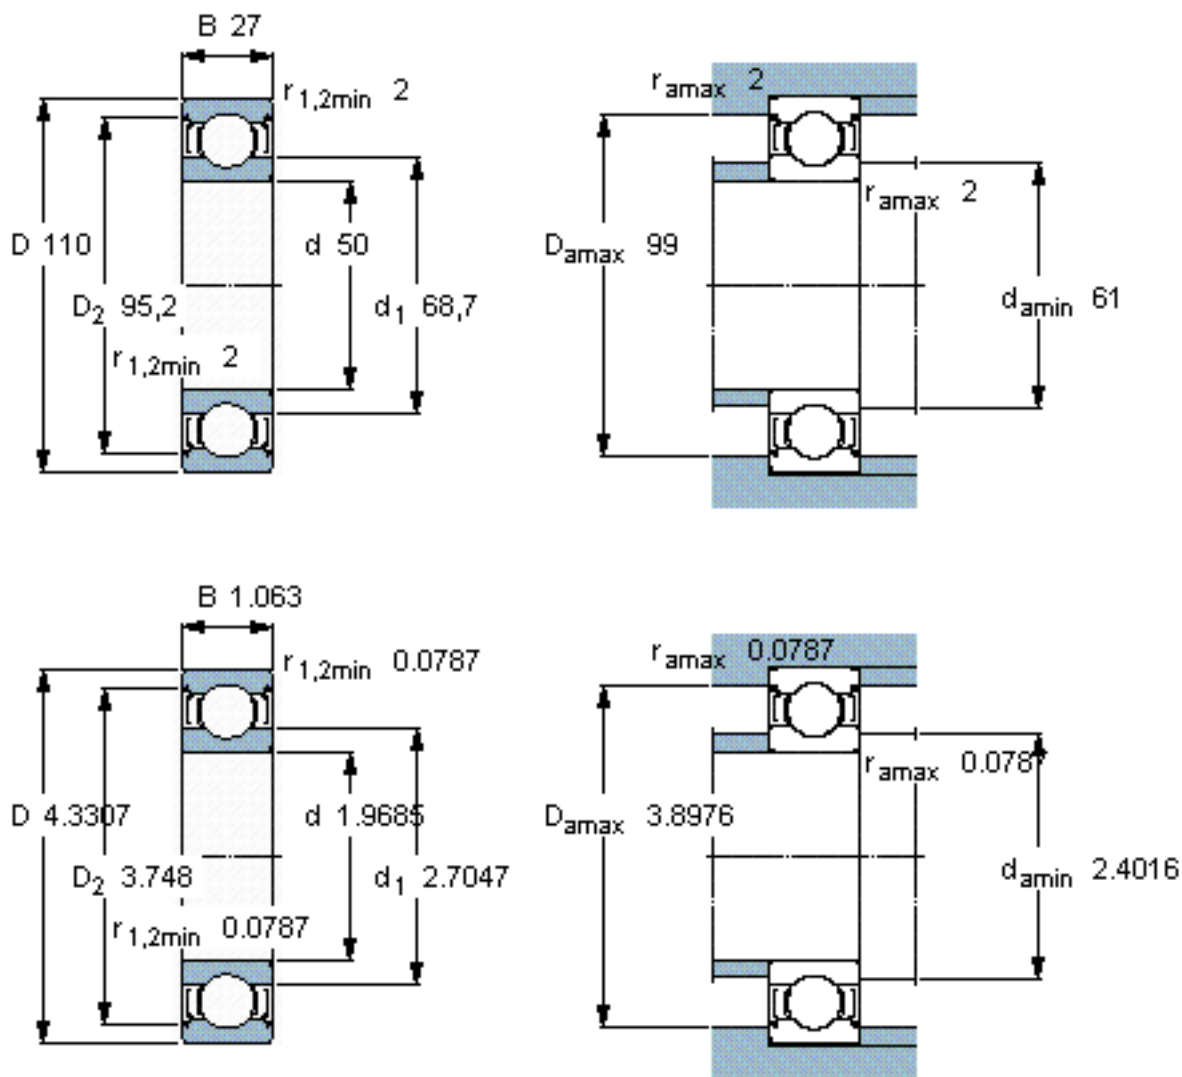 B 27
r1,2min 2
ramax 2
ramax 2
D 110
d 50
Damax 99
D2 95,2
d1 68,7
damin 61
r1,2min 2
B 1.063
r1,2min 0.0787
ramax 0.0787
ramax 0.0787
D 4.3307
d 1.9685
Damax 3.8976
D2 3.748
d1 2.7047
damin 2.4016
r1,2min 0.0787